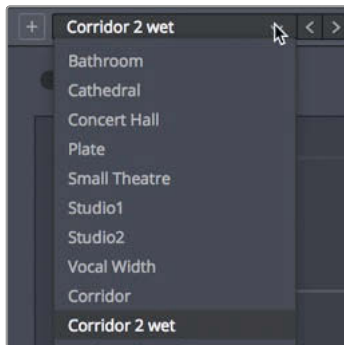 Corridor 2 wet
Bathroom
Cathedral
Concert Hall
Plate
Small Theatre
Studio1
Studio2
Vocal Width
Corridor
Corridor 2 wet